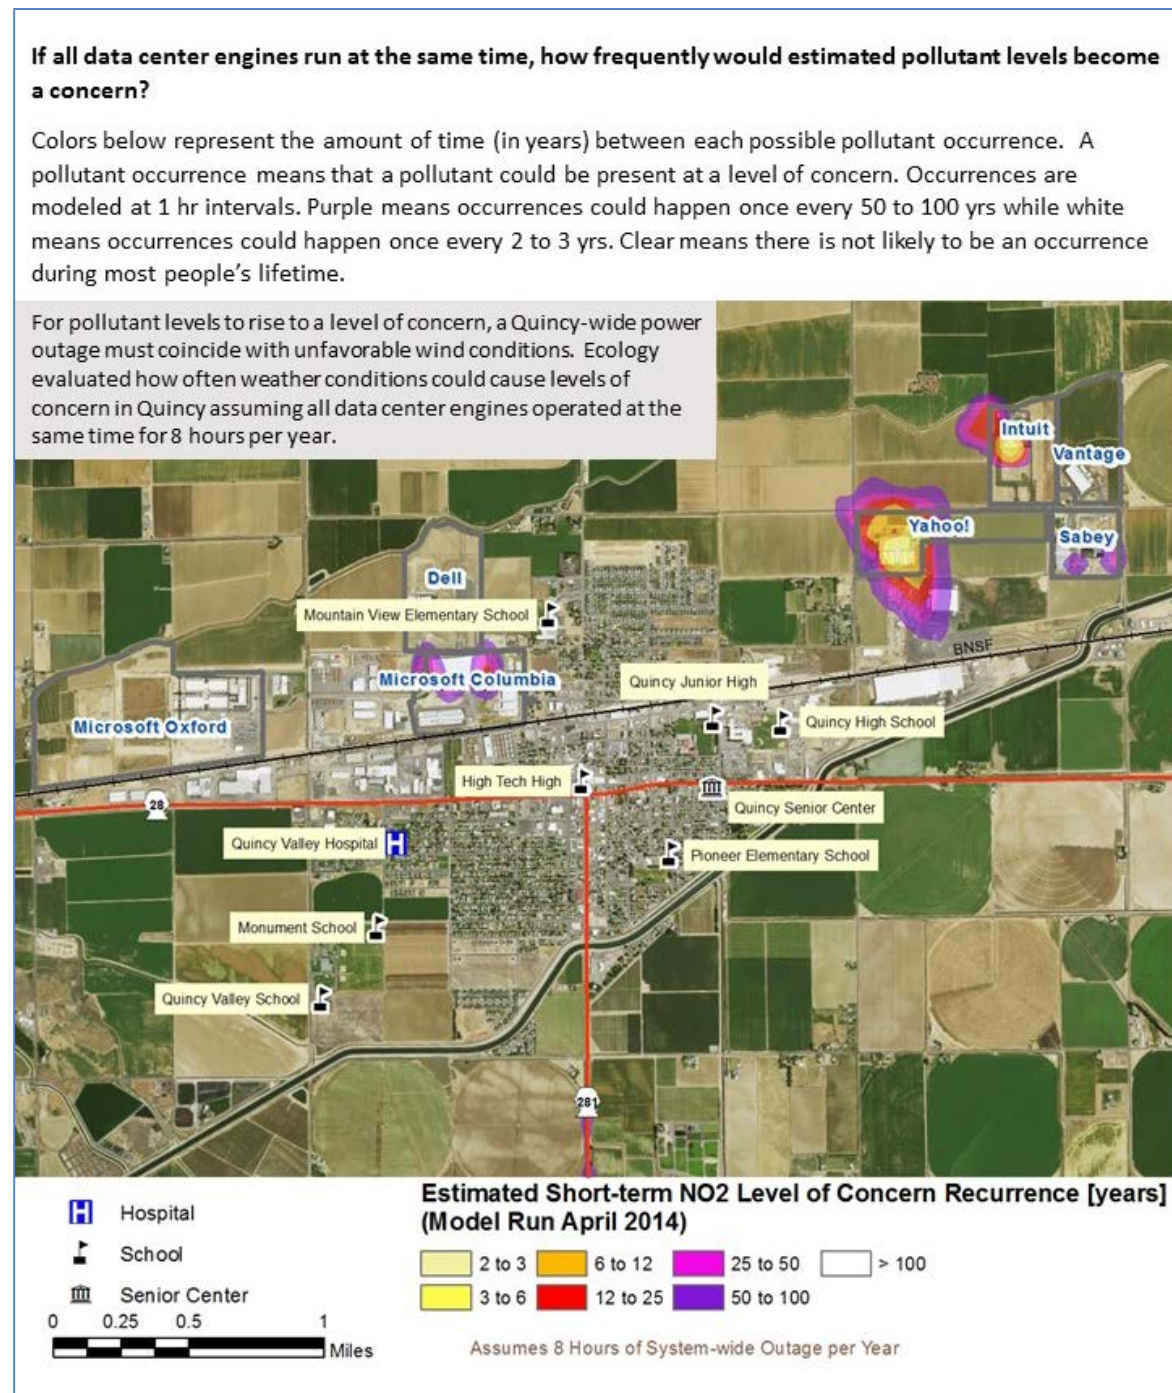 If all data center engines run at the same time, how frequently would estimated pollutant levels become
a concern?
Colors below represent the amount of time (in years) between each possible pollutant occurrence. A
pollutant occurrence means that a pollutant could be present at a level of concern. Occurrences are
modeled at 1 hr intervals. Purple means occurrences could happen once every 50 to 100 yrs while white
means occurrences could happen once every 2 to 3 yrs. Clear means there is not likely to be an occurrence
during most people's lifetime.
For pollutant levels to rise to a level of concern, a Quincy-wide power
outage must coincide with unfavorable wind conditions. Ecology
evaluated how often weather conditions could cause levels of
concern in Quincy assuming all data center engines operated at the
same time for 8 hours per year.
Intuit
Vantage
Yahoo!
Sabey
Dell
Mountain View Elementary School
BNSF
Microsoft Columbia
Quincy Junior High
Microsoft Oxford
Quincy High School
High Tech High
28
Quincy Senior Center
Quincy Valley Hospital
H
Pioneer Elementary School
Monument School
Quincy Valley School
281
Estimated Short-term NO2 Level of Concern Recurrence [years]
(Model Run April 2014)
H Hospital
School
Senior Center
2 to 3
6 to 12
25 to 50
> 100
3 to 6
12 to 25
50 to 100
0 0.25 0.5 1
Miles
Assumes 8 Hours of System-wide Outage per Year